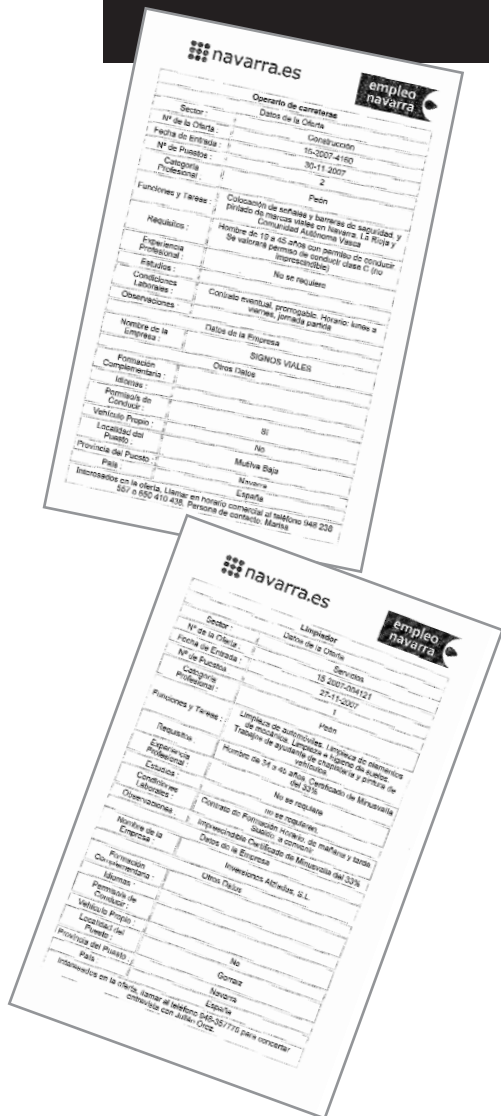 navarra.es
empleo
navarra
Operario de carreteras
Datos de la Oferta
Sector : Construcción
Nº de la Oferta : 15-2007-4160
Fecha de Entrada : 30-11-2007
Nº de Puestos : 2
Categoría
Profesional : Peón
Funciones y Tareas : Colocación de señales y barreras de seguridad, y
pintado de marcas viales en Navarra, La Rioja y
Comunidad Autónoma Vasca
Requisitos : Hombre de 19 a 45 años con permiso de conducir.
Se valorará permiso de conducir clase C (no
imprescindible)
Experiencia
Profesional : No se requiere
Estudios :
Condiciones
Laborales : Contrato eventual, prorrogable. Horario: lunes a
viernes, jornada partida
Observaciones
Datos de la Empresa
Nombre de la
Empresa : SIGNOS VIALES
Otros Datos
Formación
Complementaria :
Idiomas :
Permiso/s de
Conducir : Sí
Vehículo Propio : No
Localidad del
Puesto : Mutilva Baja
Provincia del Puesto : Navarra
País : España
Interesados en la oferta, Llamar en horario comercial al teléfono 948 238
557 o 650 410 438. Persona de contacto, Marisa
navarra.es
empleo
navarra
Limpiador
Datos de la Oferta
Sector : Servicios
Nº de la Oferta : 15 2007-004121
Fecha de Entrada : 27-11-2007
Nº de Puestos 1
Categoría
Profesional : Peón
Funciones y Tareas : Limpieza de automóviles. Limpieza de elementos
de mecánica. Limpieza e higiene de suelos.
Trabajos de ayudante de chapistería y pintura de
vehículos.
Requisitos Hombre de 34 a 45 años. Certificado de Minusvalía
del 33%
Experiencia
Profesional : No se requiere
Estudios : no se requieren.
Condiciones
Laborales : Contrato de Formación Horario, de mañana y tarde
Sueldo: a convenir
Observaciones : Imprescindible Certificado de Minusvalía del 33%
Datos de la Empresa
Nombre de la
Empresa : Inversiones S.L.
Otros Datos
Formación
Complementaria :
Idiomas :
Permiso/s de
Conducir :
Vehículo Propio : No
Localidad del
Puesto : Gorraiz
Provincia del Puesto : Navarra
País España
Interesados en la oferta, llamar al teléfono 948-357776 para concertar
entrevista con Julián Oroz.